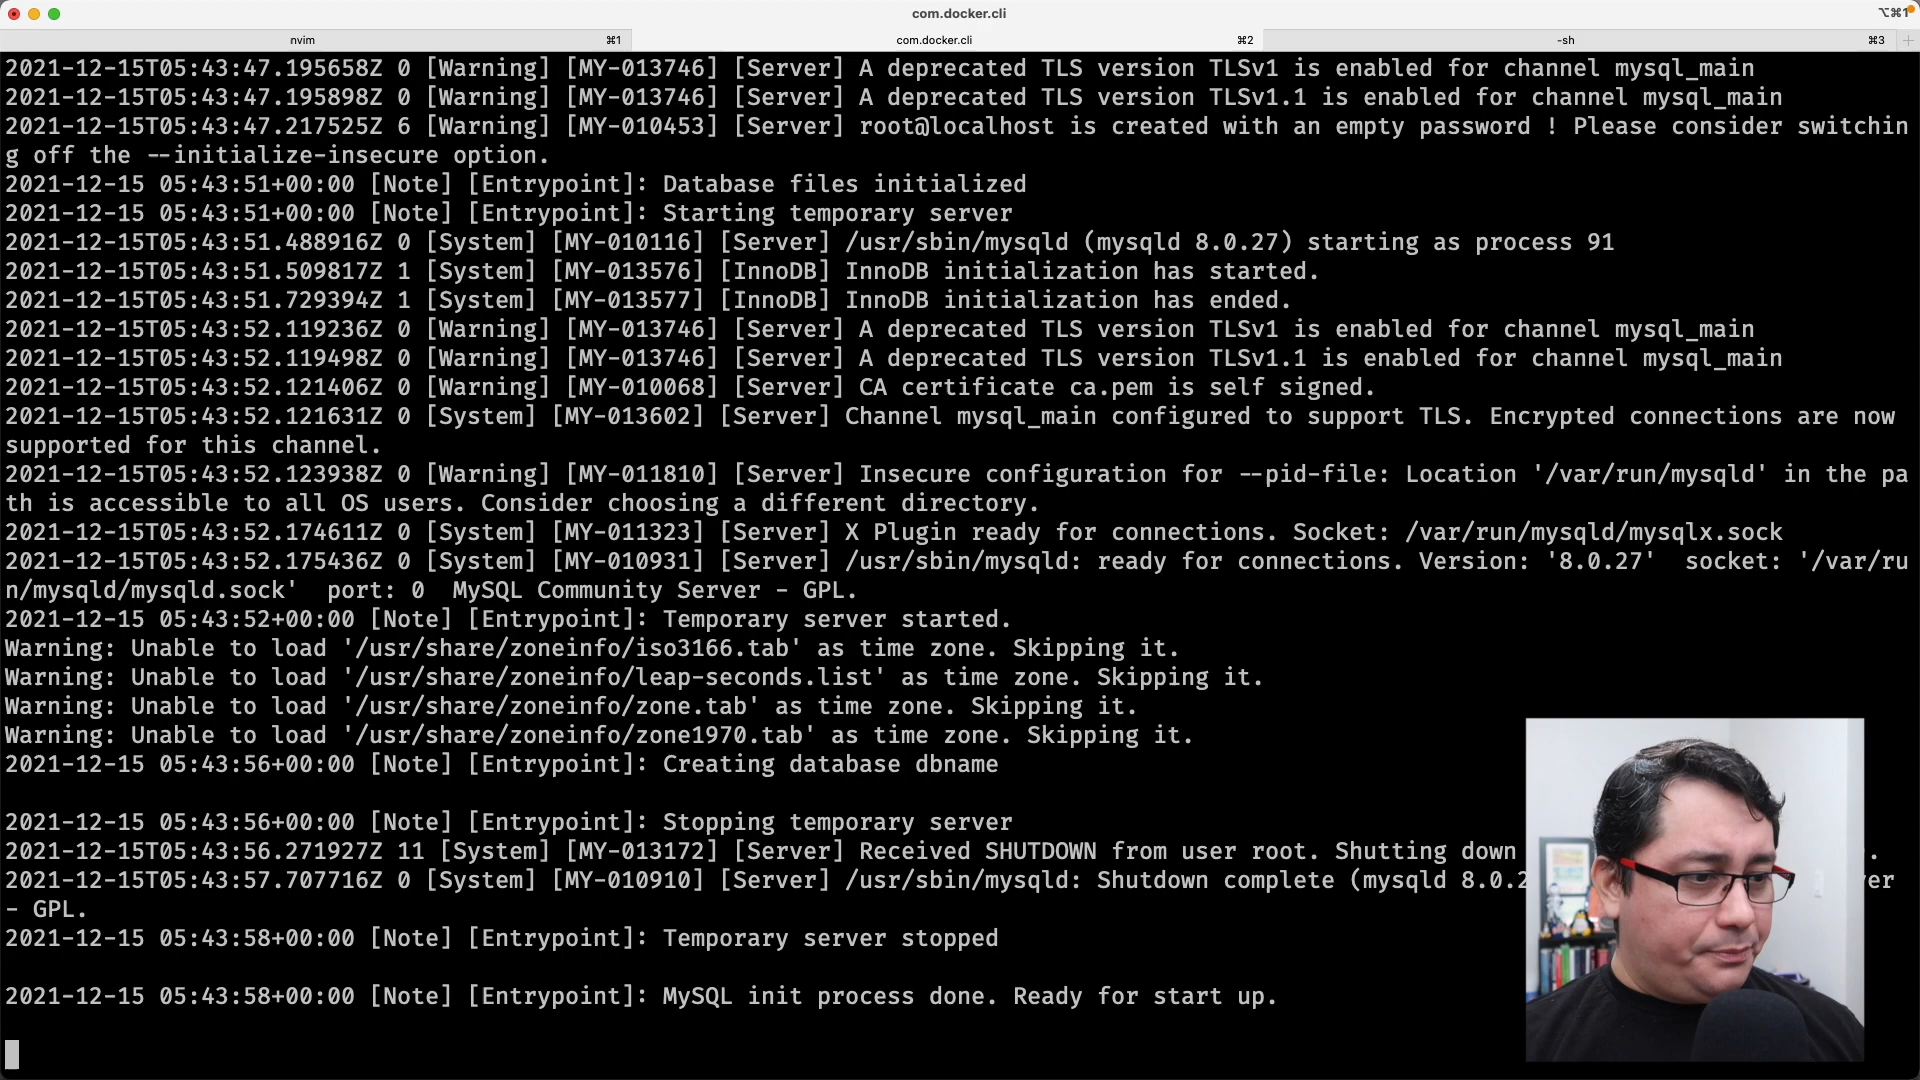 com.docker.cli
⌥⌘1
nvim ⌘1 com.docker.cli ⌘2 -sh ⌘3 +
2021-12-15T05:43:47.195658Z 0 [Warning] [MY-013746] [Server] A deprecated TLS version TLSv1 is enabled for channel mysql_main
2021-12-15T05:43:47.195898Z 0 [Warning] [MY-013746] [Server] A deprecated TLS version TLSv1.1 is enabled for channel mysql_main
2021-12-15T05:43:47.217525Z 6 [Warning] [MY-010453] [Server] root@localhost is created with an empty password ! Please consider switchin
g off the --initialize-insecure option.
2021-12-15 05:43:51+00:00 [Note] [Entrypoint]: Database files initialized
2021-12-15 05:43:51+00:00 [Note] [Entrypoint]: Starting temporary server
2021-12-15T05:43:51.488916Z 0 [System] [MY-010116] [Server] /usr/sbin/mysqld (mysqld 8.0.27) starting as process 91
2021-12-15T05:43:51.509817Z 1 [System] [MY-013576] [InnoDB] InnoDB initialization has started.
2021-12-15T05:43:51.729394Z 1 [System] [MY-013577] [InnoDB] InnoDB initialization has ended.
2021-12-15T05:43:52.119236Z 0 [Warning] [MY-013746] [Server] A deprecated TLS version TLSv1 is enabled for channel mysql_main
2021-12-15T05:43:52.119498Z 0 [Warning] [MY-013746] [Server] A deprecated TLS version TLSv1.1 is enabled for channel mysql_main
2021-12-15T05:43:52.121406Z 0 [Warning] [MY-010068] [Server] CA certificate ca.pem is self signed.
2021-12-15T05:43:52.121631Z 0 [System] [MY-013602] [Server] Channel mysql_main configured to support TLS. Encrypted connections are now
supported for this channel.
2021-12-15T05:43:52.123938Z 0 [Warning] [MY-011810] [Server] Insecure configuration for --pid-file: Location '/var/run/mysqld' in the pa
th is accessible to all OS users. Consider choosing a different directory.
2021-12-15T05:43:52.174611Z 0 [System] [MY-011323] [Server] X Plugin ready for connections. Socket: /var/run/mysqld/mysqlx.sock
2021-12-15T05:43:52.175436Z 0 [System] [MY-010931] [Server] /usr/sbin/mysqld: ready for connections. Version: '8.0.27'  socket: '/var/ru
n/mysqld/mysqld.sock'  port: 0  MySQL Community Server - GPL.
2021-12-15 05:43:52+00:00 [Note] [Entrypoint]: Temporary server started.
Warning: Unable to load '/usr/share/zoneinfo/iso3166.tab' as time zone. Skipping it.
Warning: Unable to load '/usr/share/zoneinfo/leap-seconds.list' as time zone. Skipping it.
Warning: Unable to load '/usr/share/zoneinfo/zone.tab' as time zone. Skipping it.
Warning: Unable to load '/usr/share/zoneinfo/zone1970.tab' as time zone. Skipping it.
2021-12-15 05:43:56+00:00 [Note] [Entrypoint]: Creating database dbname
2021-12-15 05:43:56+00:00 [Note] [Entrypoint]: Stopping temporary server
2021-12-15T05:43:56.271927Z 11 [System] [MY-013172] [Server] Received SHUTDOWN from user root. Shutting down .
2021-12-15T05:43:57.707716Z 0 [System] [MY-010910] [Server] /usr/sbin/mysqld: Shutdown complete (mysqld 8.0.2 ver
- GPL.
2021-12-15 05:43:58+00:00 [Note] [Entrypoint]: Temporary server stopped
2021-12-15 05:43:58+00:00 [Note] [Entrypoint]: MySQL init process done. Ready for start up.